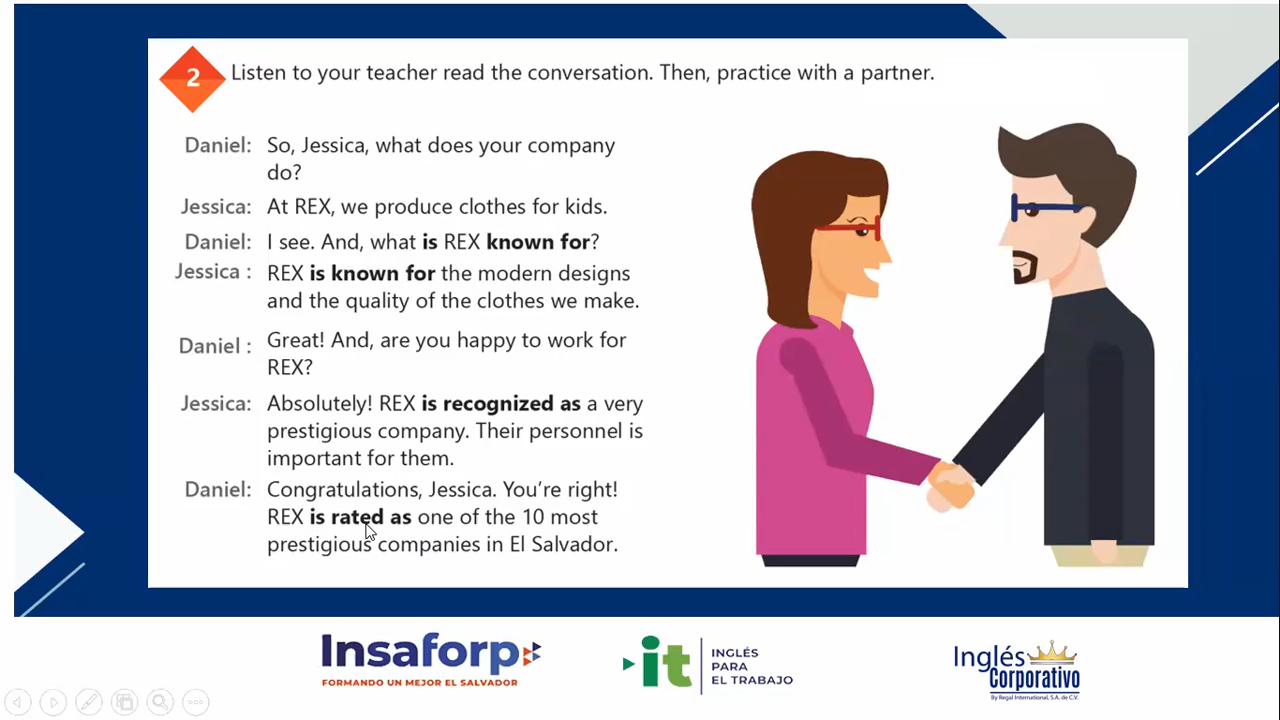 2 Listen to your teacher read the conversation. Then, practice with a partner.
Daniel: So, Jessica, what does your company
do?
Jessica: At REX, we produce clothes for kids.
Daniel: I see. And, what is REX known for?
Jessica : REX is known for the modern designs
and the quality of the clothes we make.
Daniel : Great! And, are you happy to work for
REX?
Jessica: Absolutely! REX is recognized as a very
prestigious company. Their personnel is
important for them.
Daniel: Congratulations, Jessica. You’re right!
REX is rated as one of the 10 most
prestigious companies in El Salvador.
Insaforp
FORMANDO UN MEJOR EL SALVADOR
it
INGLÉS
PARA
EL TRABAJO
Inglés
Corporativo
By Regal International, S.A. de C.V.